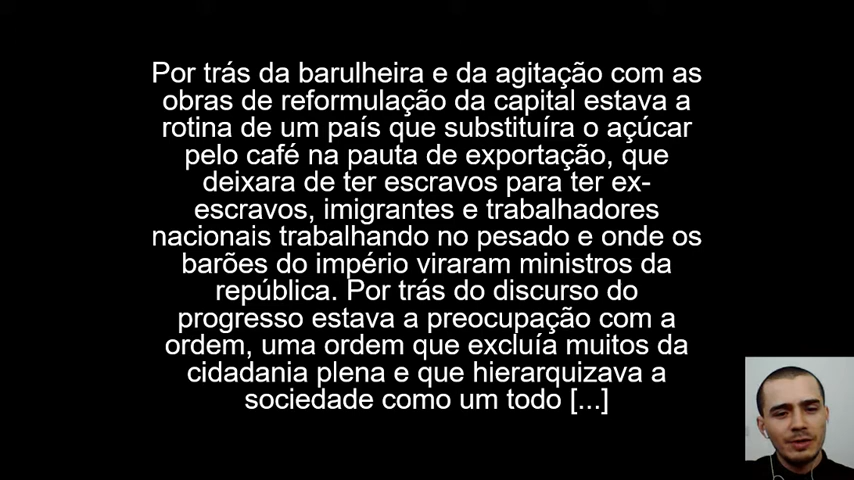 Por trás da barulheira e da agitação com as
obras de reformulação da capital estava a
rotina de um país que substituíra o açúcar
pelo café na pauta de exportação, que
deixara de ter escravos para ter ex-
escravos, imigrantes e trabalhadores
nacionais trabalhando no pesado e onde os
barões do império viraram ministros da
república. Por trás do discurso do
progresso estava a preocupação com a
ordem, uma ordem que excluía muitos da
cidadania plena e que hierarquizava a
sociedade como um todo [...]